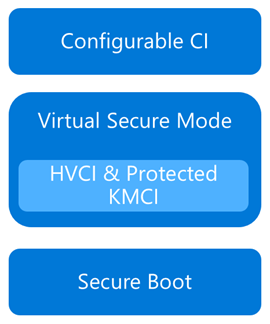 Configurable CI
Virtual Secure Mode
HVCI & Protected
KMCI
Secure Boot